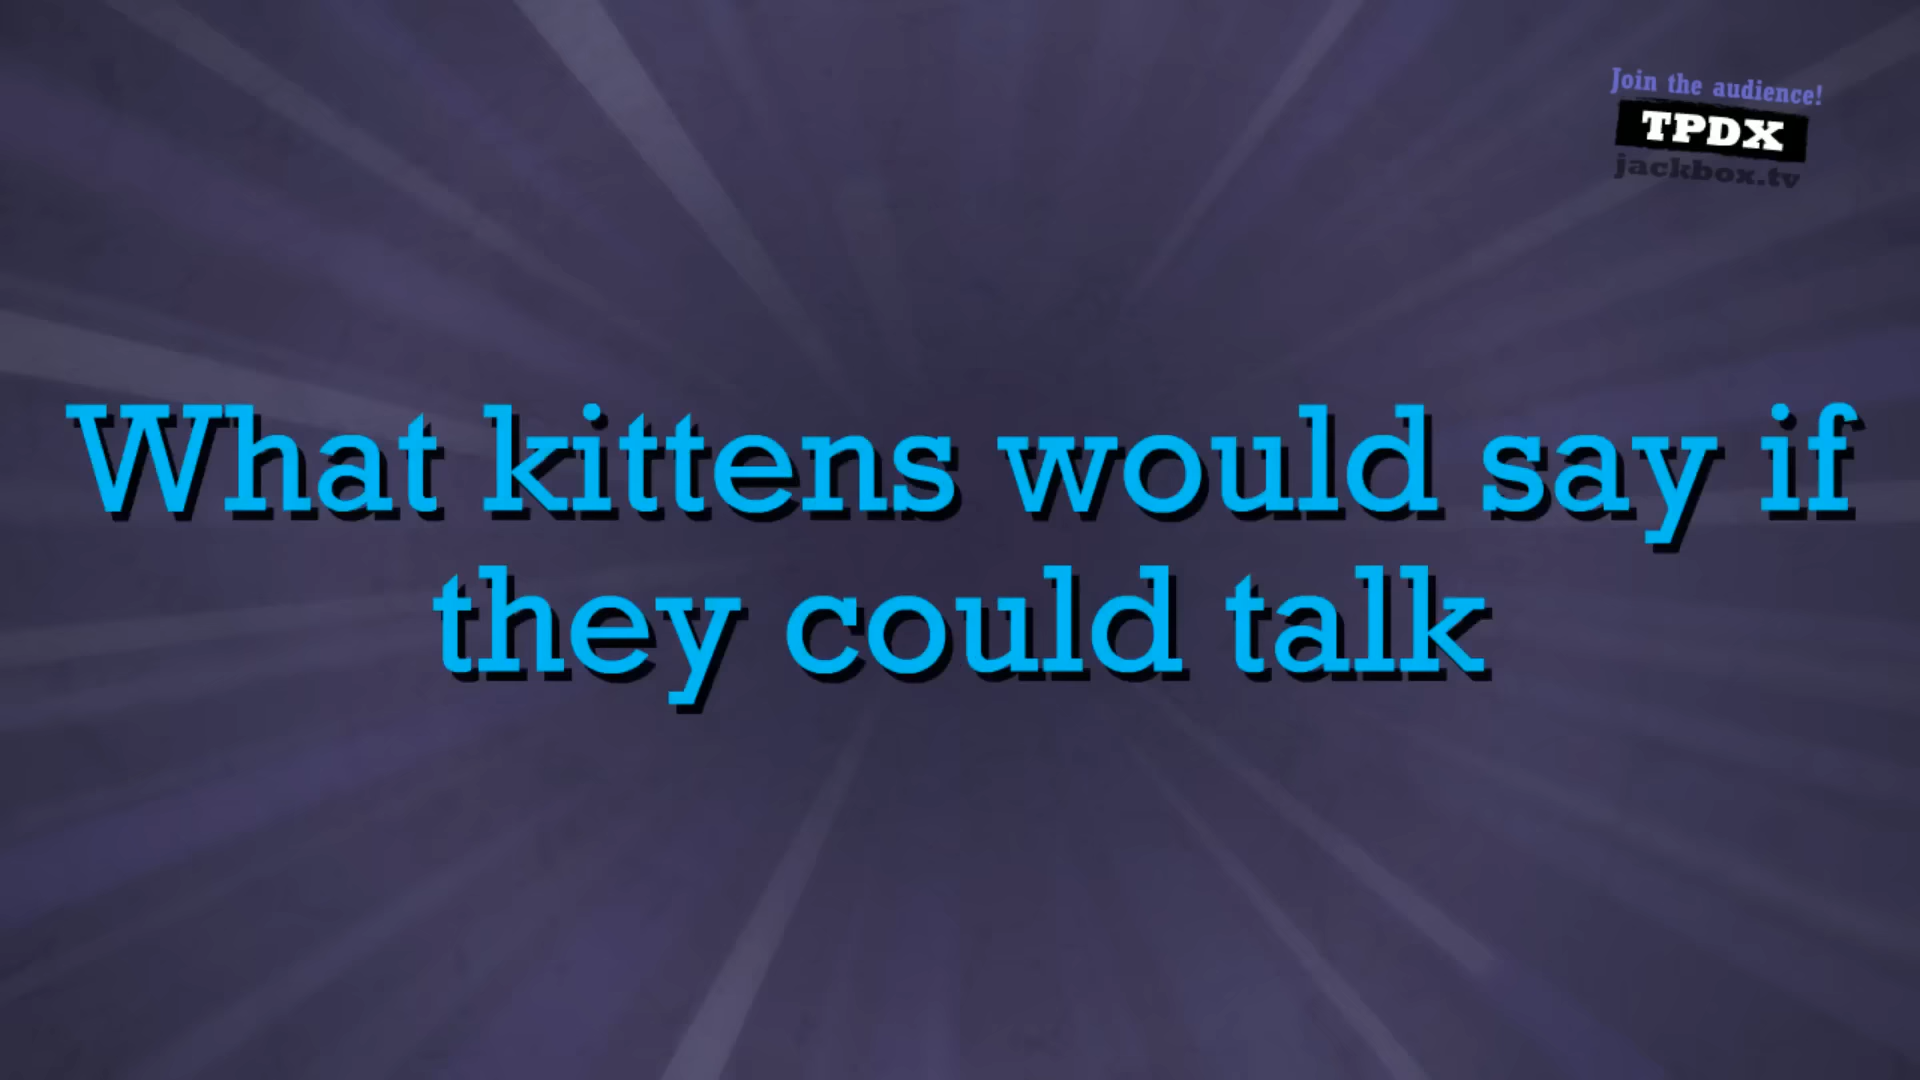 Join the audience!
TPDX
jackbox.tv
What kittens would say if
they could talk